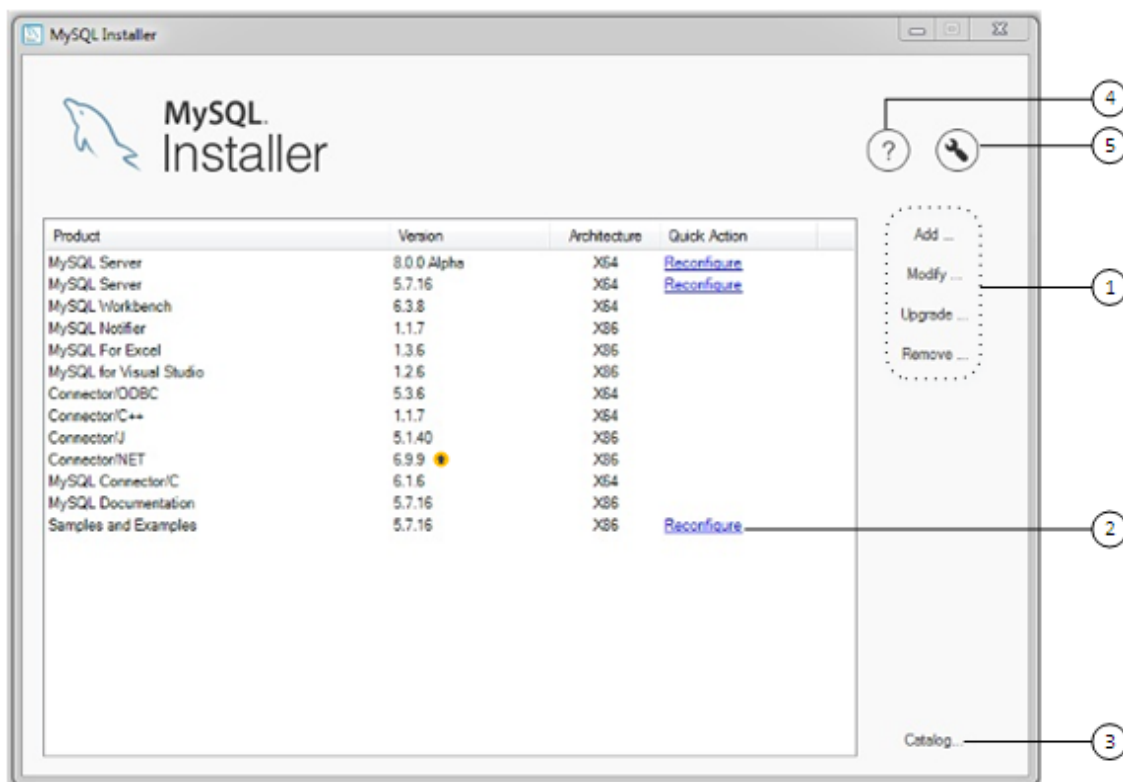 MySQL Installer
MySQL.
Installer
?
4
5
Product Version Architecture Quick Action
MySQL Server 8.0.0 Alpha X64 Reconfigure
MySQL Server 5.7.16 X64 Reconfigure
MySQL Workbench 6.3.8 X64
MySQL Notifier 1.1.7 X86
MySQL For Excel 1.3.6 X86
MySQL for Visual Studio 1.2.6 X86
Connector/ODBC 5.3.6 X64
Connector/C++ 1.1.7 X64
Connector/J 5.1.40 X86
Connector/NET 6.9.9 X86
MySQL Connector/C 6.1.6 X64
MySQL Documentation 5.7.16 X86
Samples and Examples 5.7.16 X86 Reconfigure
Add ...
Modify ...
Upgrade ...
Remove ...
1
2
Catalog...
3